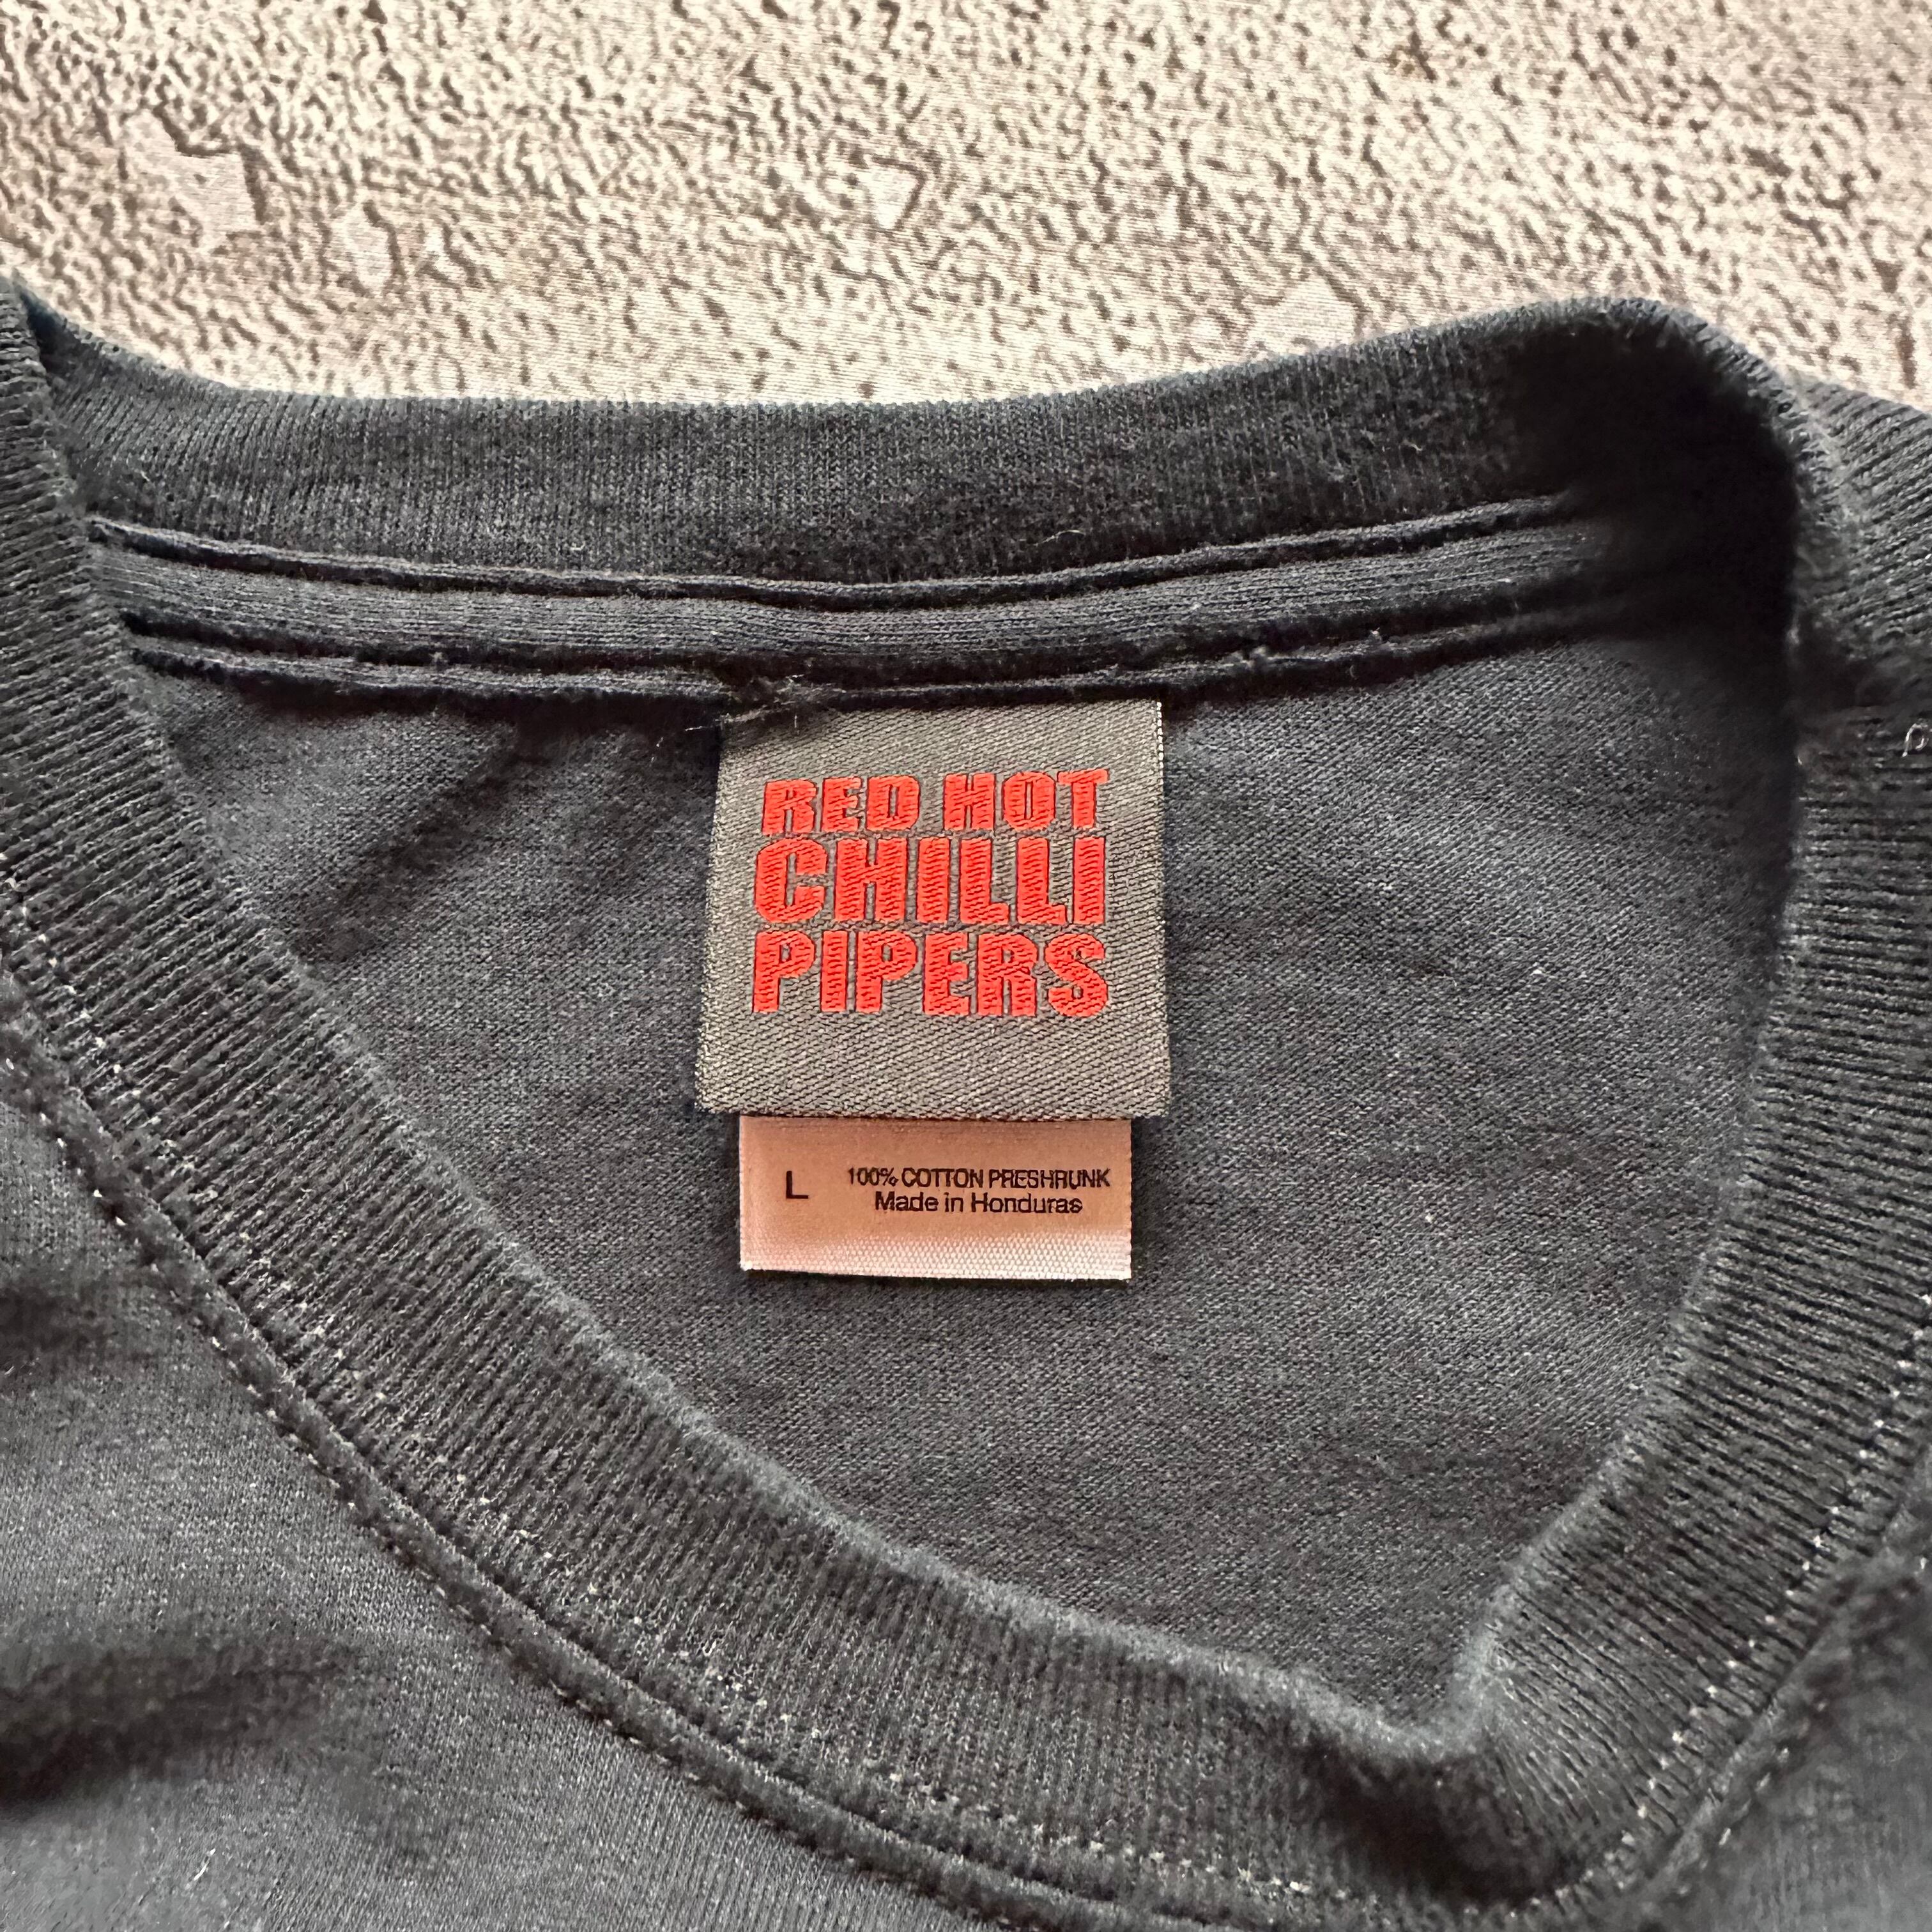 RED HOT
CHILLI
PIPERS
L
100% COTTON PRESHRUNK
Made in Honduras